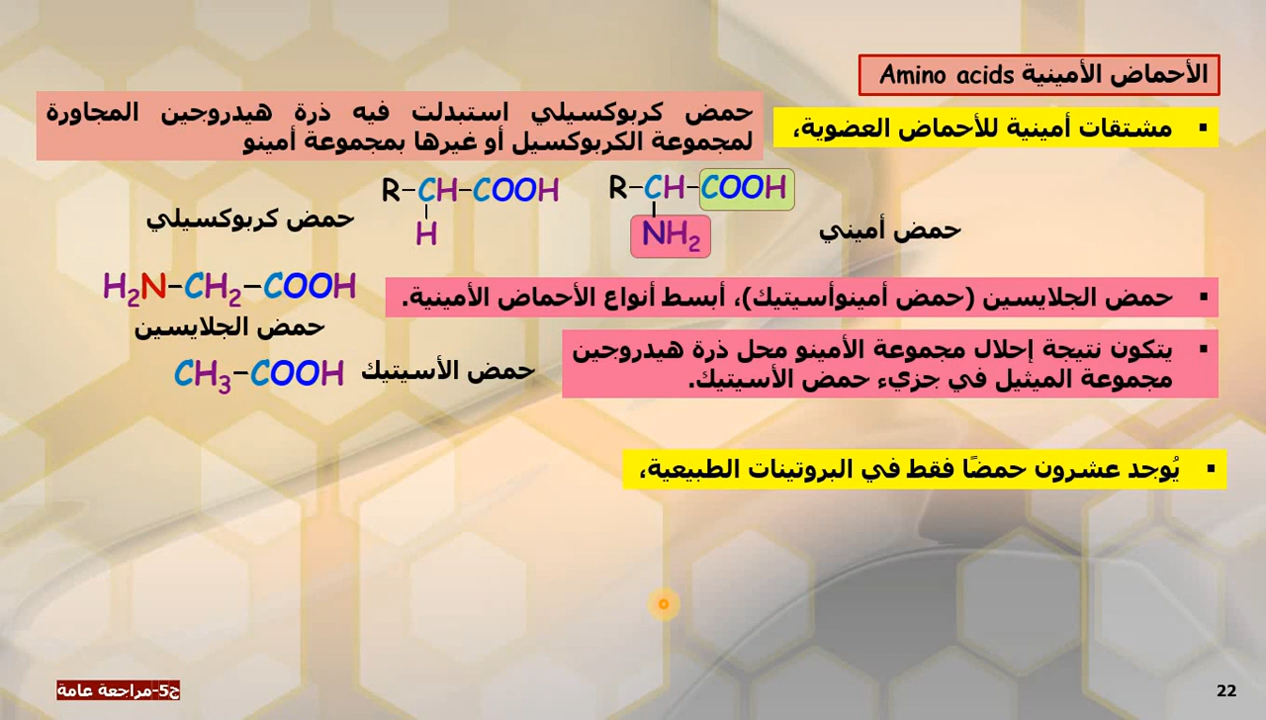 الأحماض الأمينية Amino acids
▪ مشتقات أمينية للأحماض العضوية،
حمض كربوكسيلي استبدلت فيه ذرة هيدروجين المجاورة
لمجموعة الكربوكسيل أو غيرها بمجموعة أمينو
R–CH–COOH
NH₂
حمض أميني
R–CH–COOH
H
حمض كربوكسيلي
▪ حمض الجلايسين (حمض أمينوأسيتيك)، أبسط أنواع الأحماض الأمينية.
H₂N–CH₂–COOH
حمض الجلايسين
▪ يتكون نتيجة إحلال مجموعة الأمينو محل ذرة هيدروجين
مجموعة الميثيل في جزيء حمض الأسيتيك.
حمض الأسيتيك
CH₃–COOH
▪ يُوجد عشرون حمضًا فقط في البروتينات الطبيعية،
ج5-مراجعة عامة
22